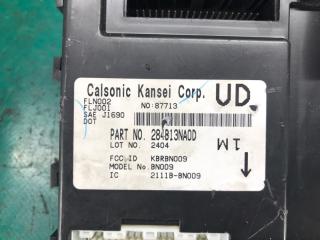 Calsonic Kansei Corp. UD.
FLN002
FLJ001 NO:87713
SAE J1690
DOT
PART NO. 284B13NA0D
LOT NO. 2404
1M
FCC ID KBRBN009
MODEL No. BN009
IC 2111B-BN009